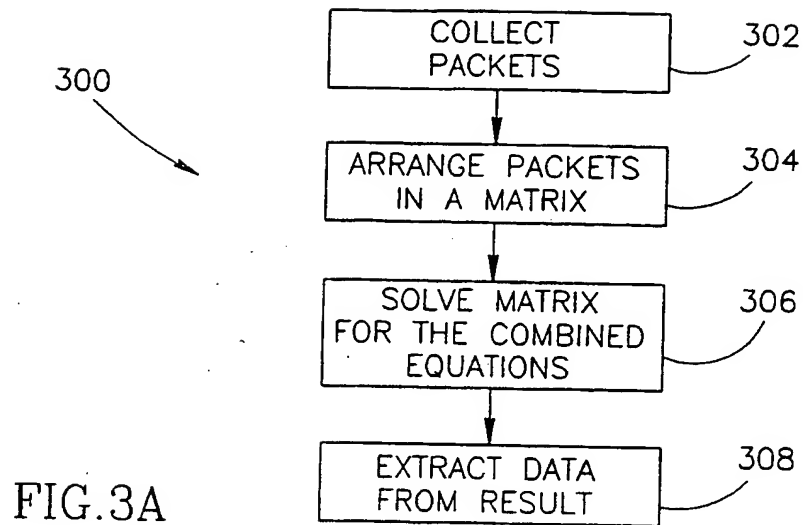 COLLECT
PACKETS
302
300
ARRANGE PACKETS
IN A MATRIX
304
SOLVE MATRIX
FOR THE COMBINED
EQUATIONS
306
EXTRACT DATA
FROM RESULT
308
FIG.3A